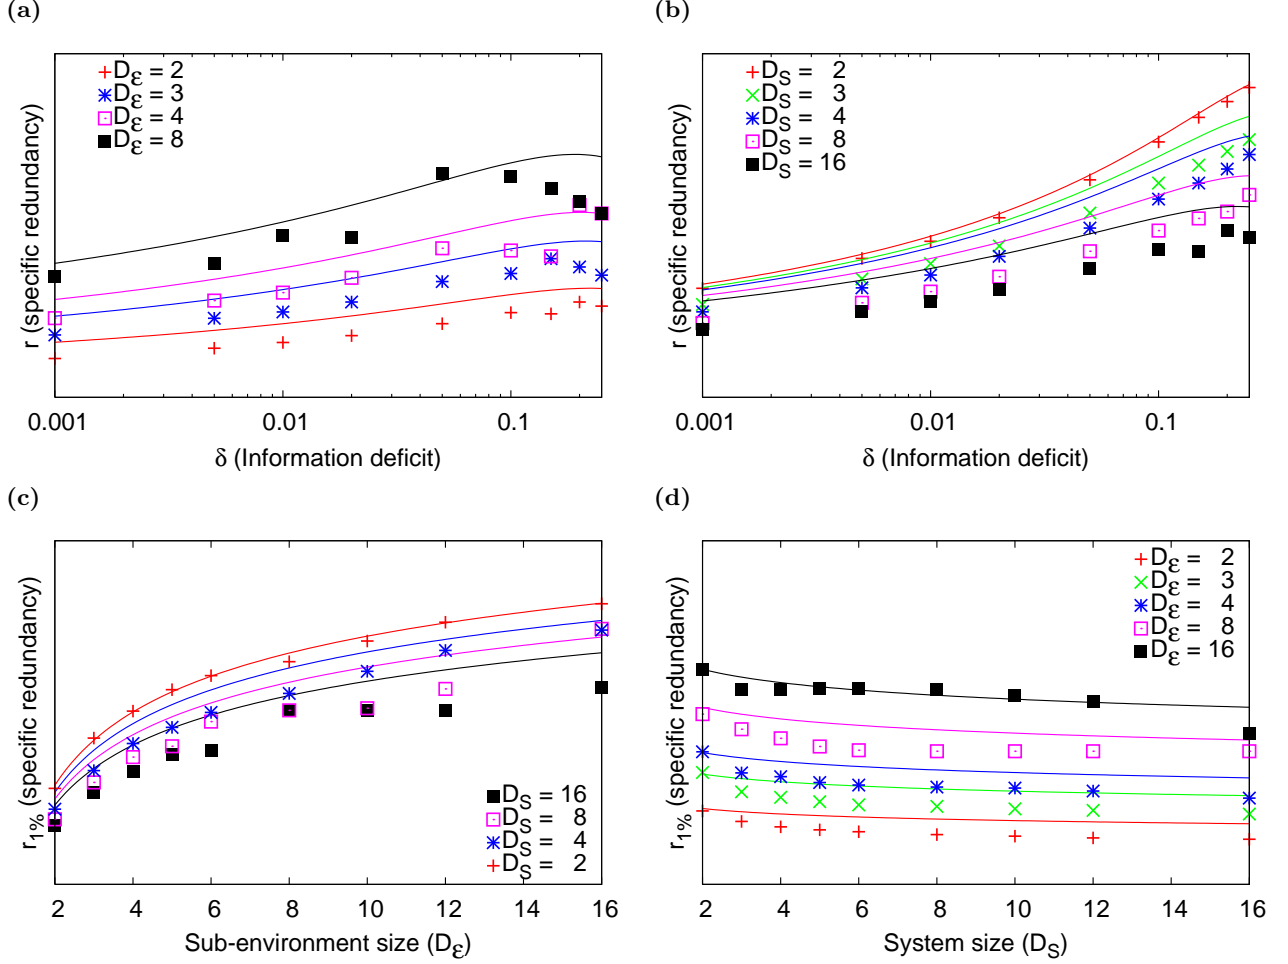 (a)
r (specific redundancy)
D_ε = 2
D_ε = 3
D_ε = 4
D_ε = 8
0.001 0.01 0.1
δ (Information deficit)
(b)
r (specific redundancy)
D_S = 2
D_S = 3
D_S = 4
D_S = 8
D_S = 16
0.001 0.01 0.1
δ (Information deficit)
(c)
r_1% (specific redundancy)
D_S = 16
D_S = 8
D_S = 4
D_S = 2
2 4 6 8 10 12 14 16
Sub-environment size (D_ε)
(d)
r_1% (specific redundancy)
D_ε = 2
D_ε = 3
D_ε = 4
D_ε = 8
D_ε = 16
2 4 6 8 10 12 14 16
System size (D_S)